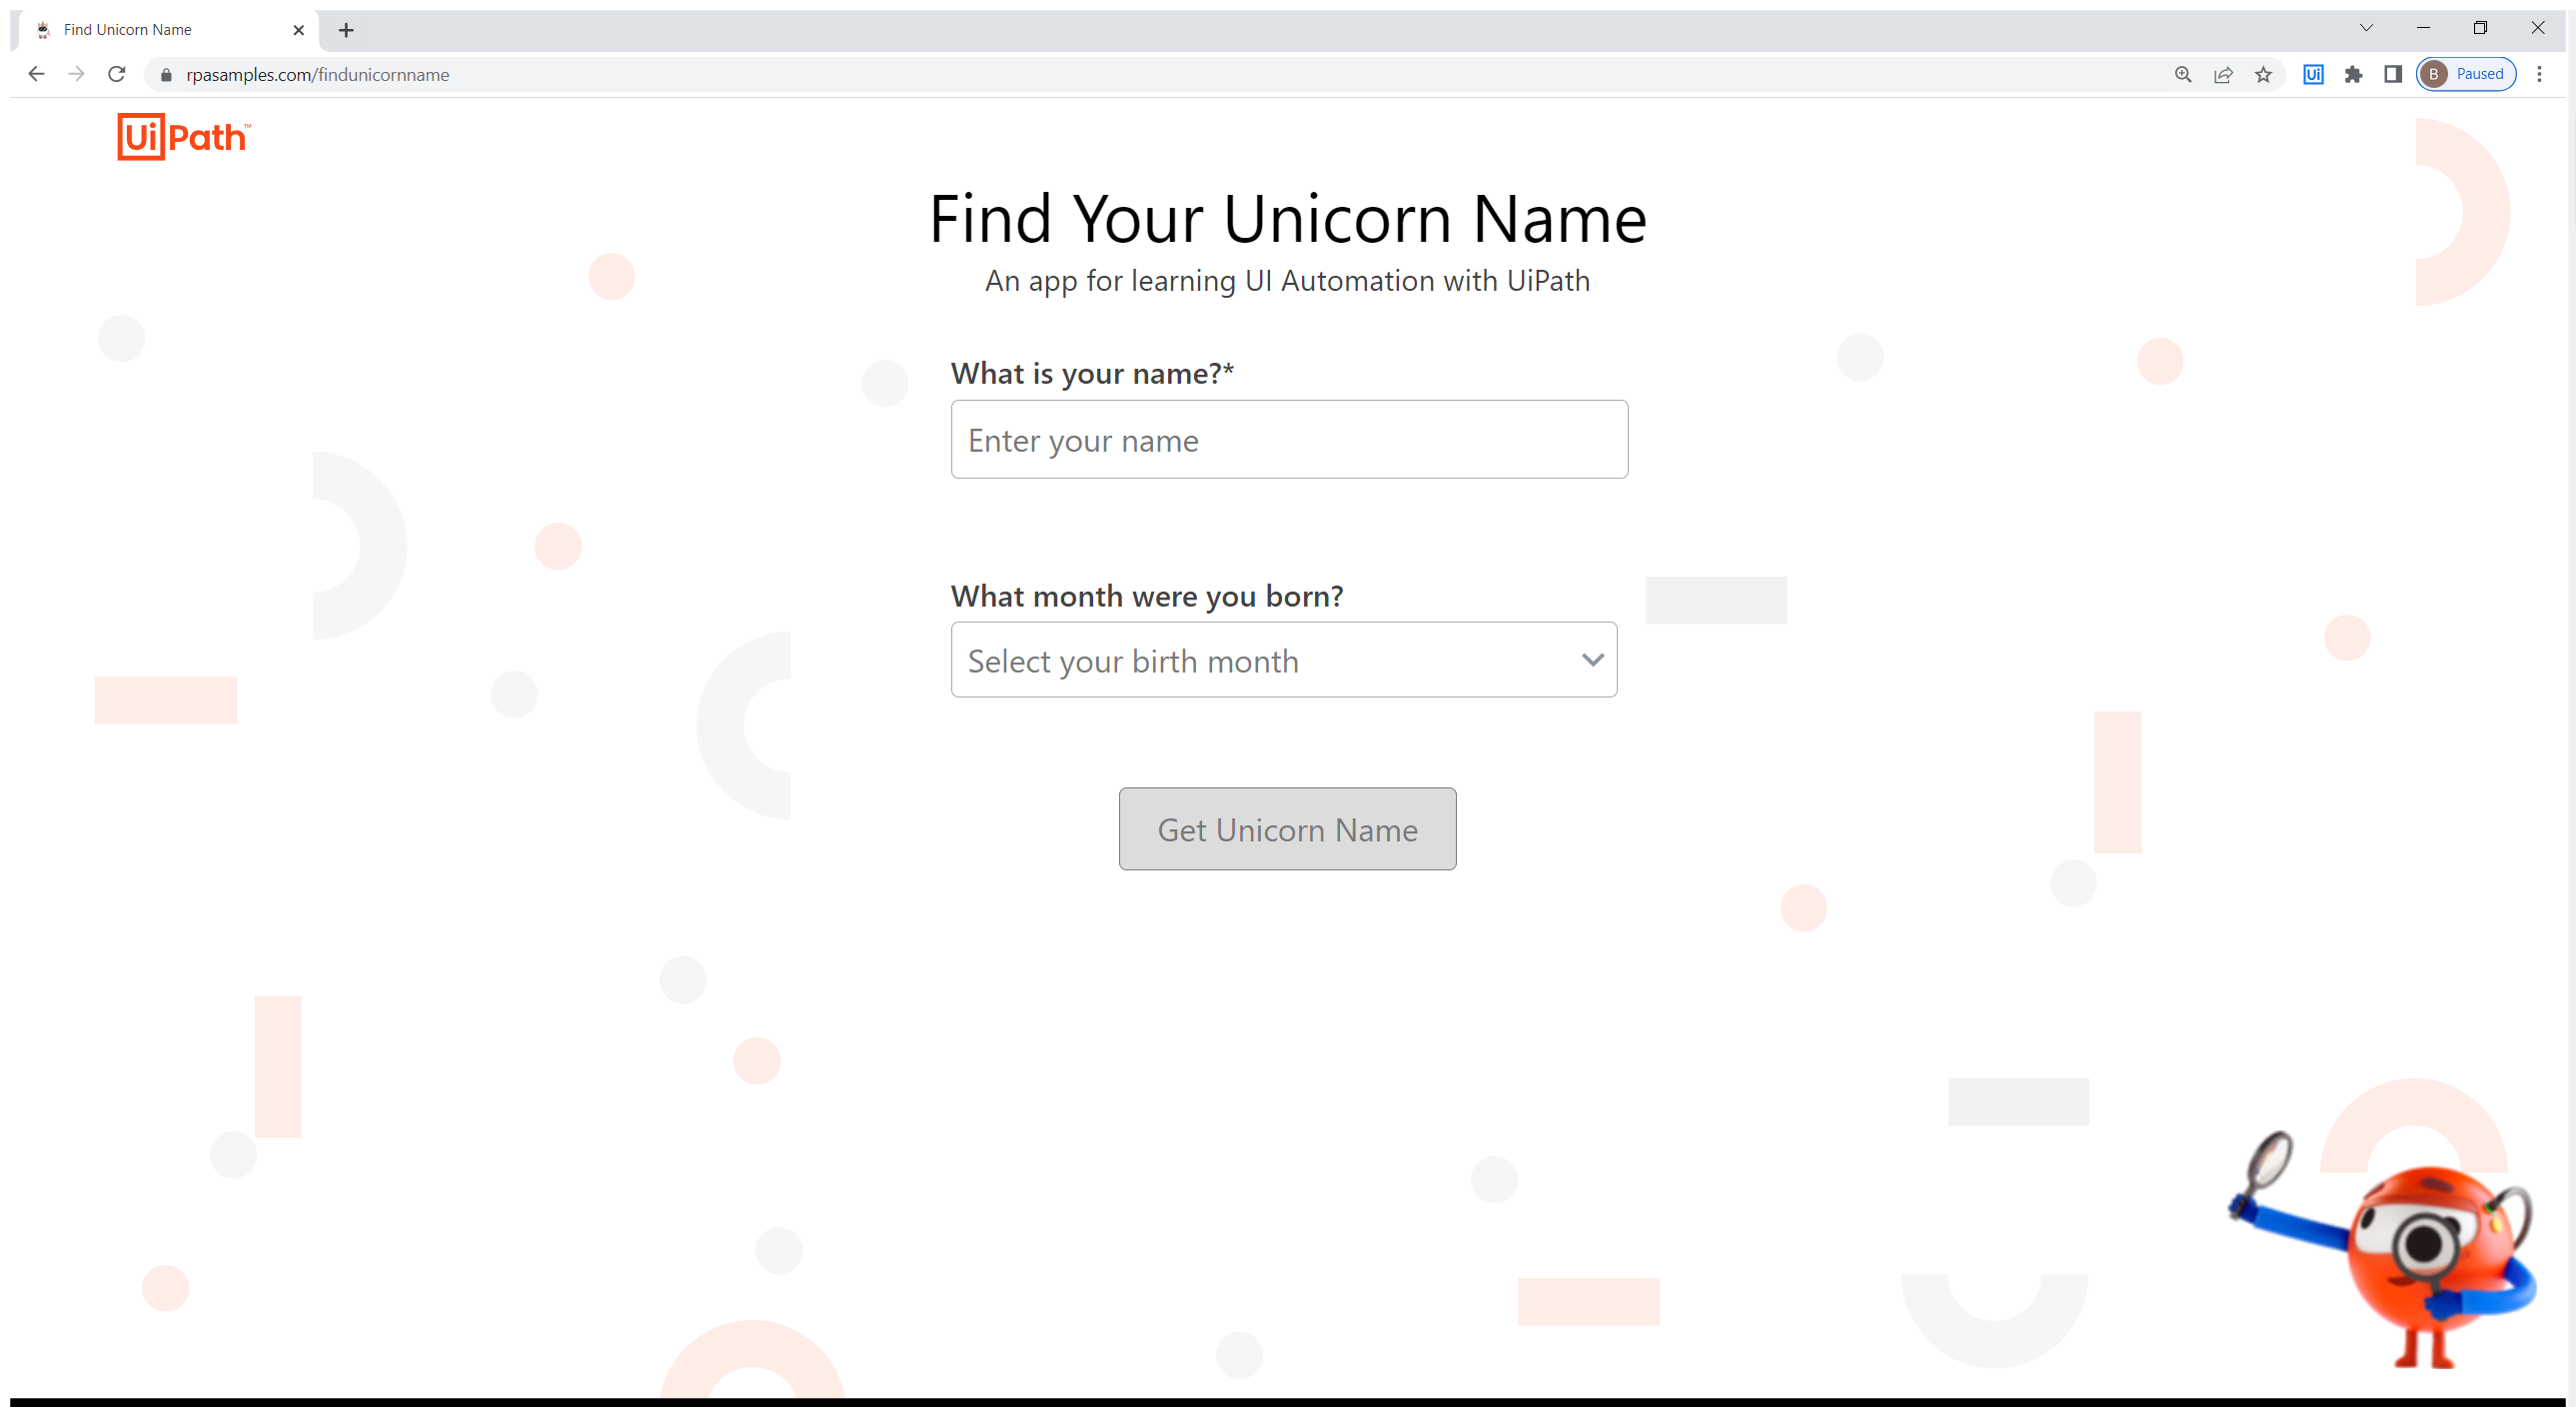 Find Unicorn Name
rpasamples.com/findunicornname
Ui
B
Paused
UiPath™
Find Your Unicorn Name
An app for learning UI Automation with UiPath
What is your name?*
Enter your name
What month were you born?
Select your birth month
Get Unicorn Name